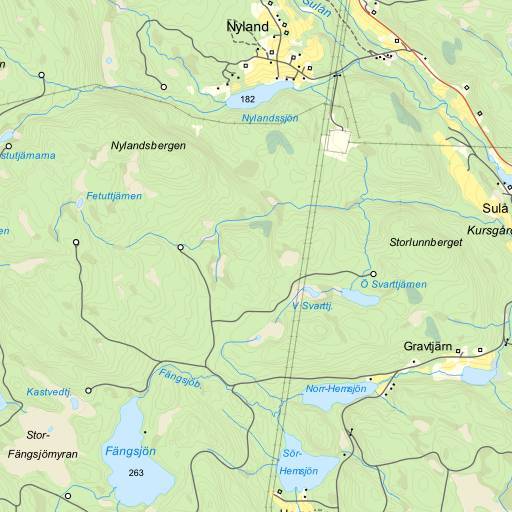 Sulån
Nyland
182
Nylandssjön
Nylandsbergen
stutjärnarna
Fetuttjärnen
Sulå
Kursgård
Storlunnberget
Ö Svarttjärnen
V Svarttj.
Gravtjärn
Fängsjöb.
Kastvedtj.
Norr-Hemsjön
Stor-
Fängsjömyran
Fängsjön
263
Sör-
Hemsjön